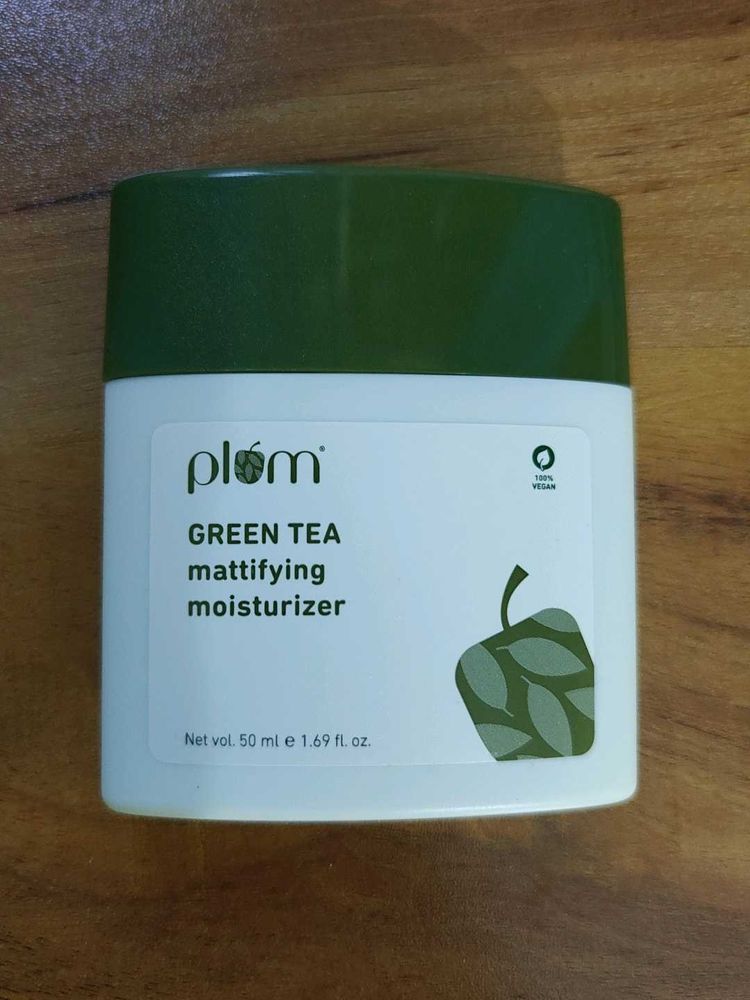 plum®
100%
VEGAN
GREEN TEA
mattifying
moisturizer
Net vol. 50 ml e 1.69 fl. oz.